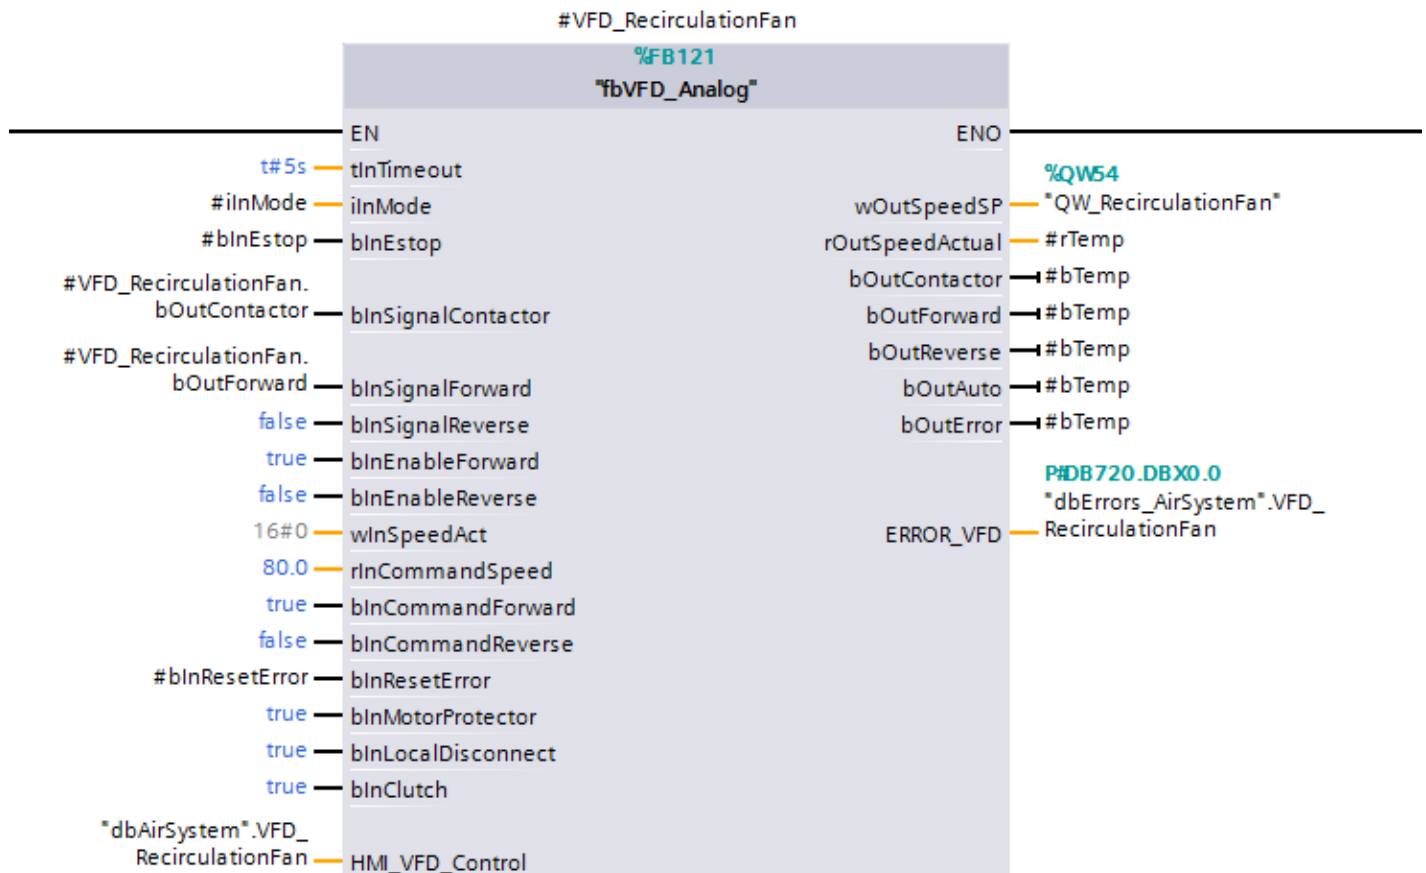 #VFD_RecirculationFan
%FB121
"fbVFD_Analog"
EN
ENO
t#5s
tInTimeout
%QW54
#iInMode
iInMode
wOutSpeedSP
"QW_RecirculationFan"
#bInEstop
bInEstop
rOutSpeedActual
#rTemp
#VFD_RecirculationFan.
bOutContactor
bInSignalContactor
bOutContactor
#bTemp
bOutForward
#bTemp
#VFD_RecirculationFan.
bOutForward
bInSignalForward
bOutReverse
#bTemp
bOutAuto
#bTemp
false
bInSignalReverse
bOutError
#bTemp
true
bInEnableForward
false
bInEnableReverse
P#DB720.DBX0.0
"dbErrors_AirSystem".VFD_
RecirculationFan
16#0
wInSpeedAct
ERROR_VFD
80.0
rInCommandSpeed
true
bInCommandForward
false
bInCommandReverse
#bInResetError
bInResetError
true
bInMotorProtector
true
bInLocalDisconnect
true
bInClutch
"dbAirSystem".VFD_
RecirculationFan
HMI_VFD_Control